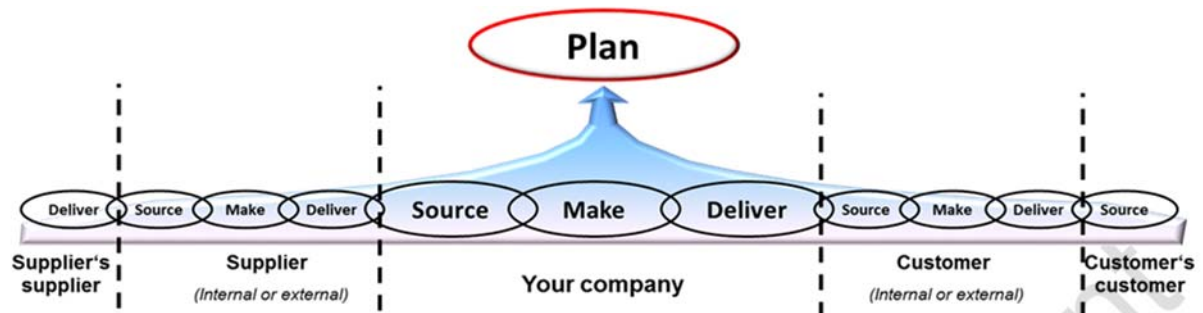 Plan
Deliver Source Make Deliver Source Make Deliver Source Make Deliver Source
Supplier‘s
supplier
Supplier
(Internal or external)
Your company
Customer
(Internal or external)
Customer‘s
customer